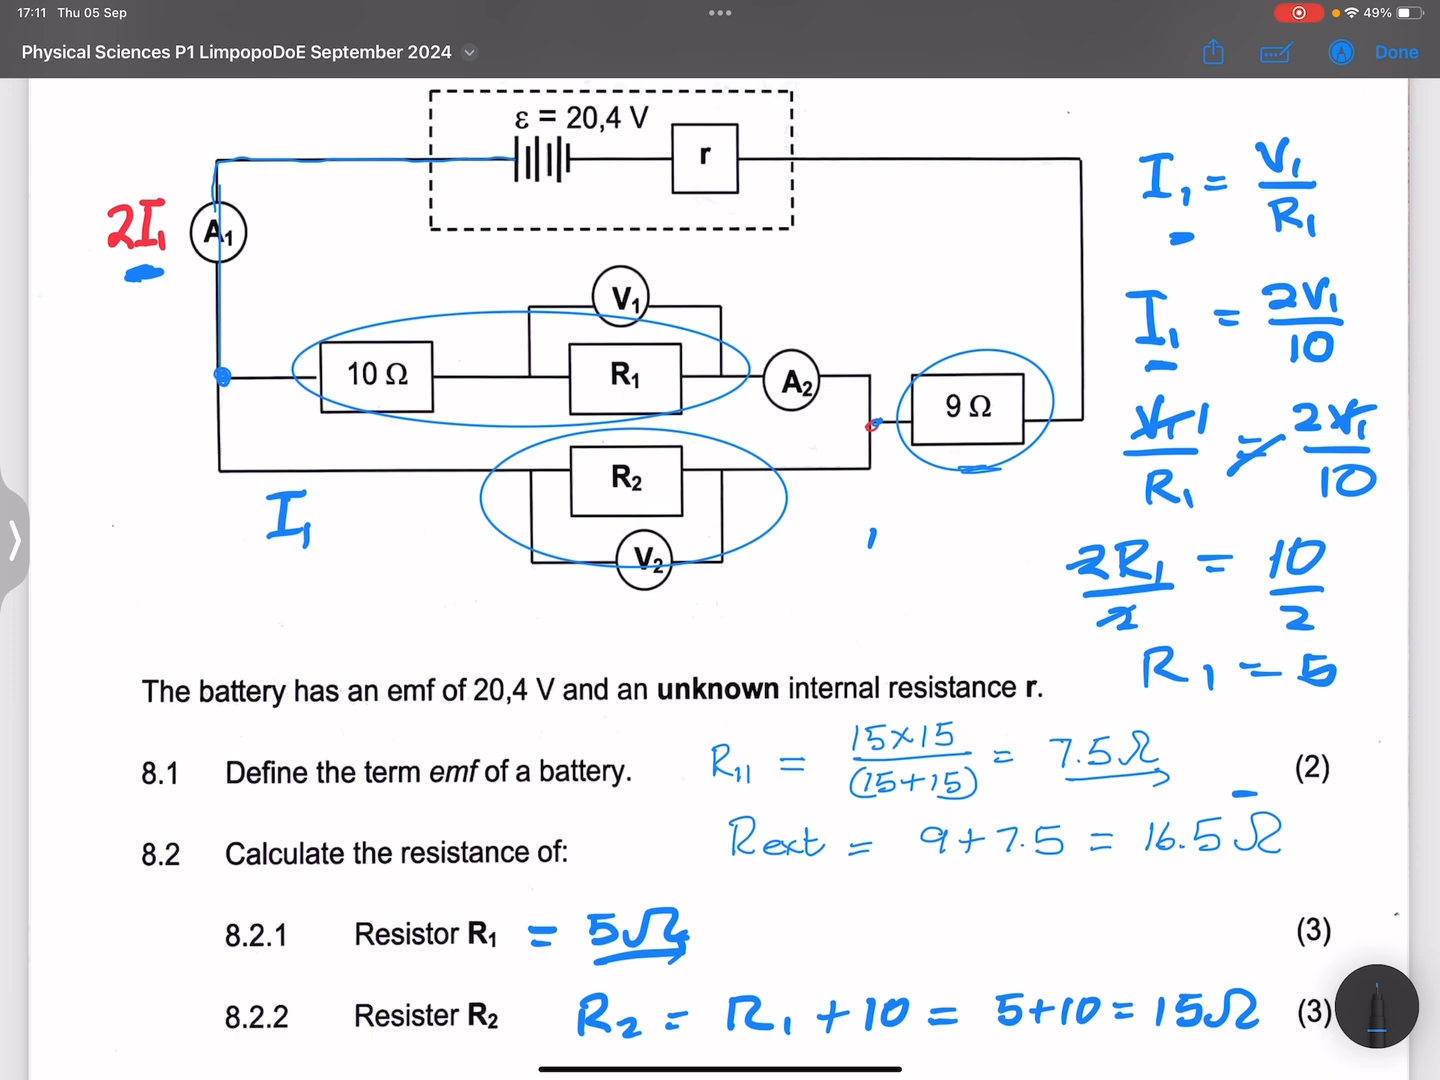 17:11 Thu 05 Sep
49%
Physical Sciences P1 LimpopoDoE September 2024
Done
ε = 20,4 V
r
I₁ = V₁/R₁
2I₁
A₁
V₁
I₁ = 2V₁/10
10 Ω
R₁
A₂
9 Ω
V₁1/R₁ = 2V₁/10
R₂
I₁
V₂
2R₁/2 = 10/2
R₁ = 5
The battery has an emf of 20,4 V and an unknown internal resistance r.
R₁₁ = 15×15/(15+15) = 7.5Ω
8.1 Define the term emf of a battery. (2)
Rext = 9+7.5 = 16.5Ω
8.2 Calculate the resistance of:
8.2.1 Resistor R₁ = 5Ω (3)
8.2.2 Resister R₂ R₂ = R₁ + 10 = 5+10 = 15Ω (3)